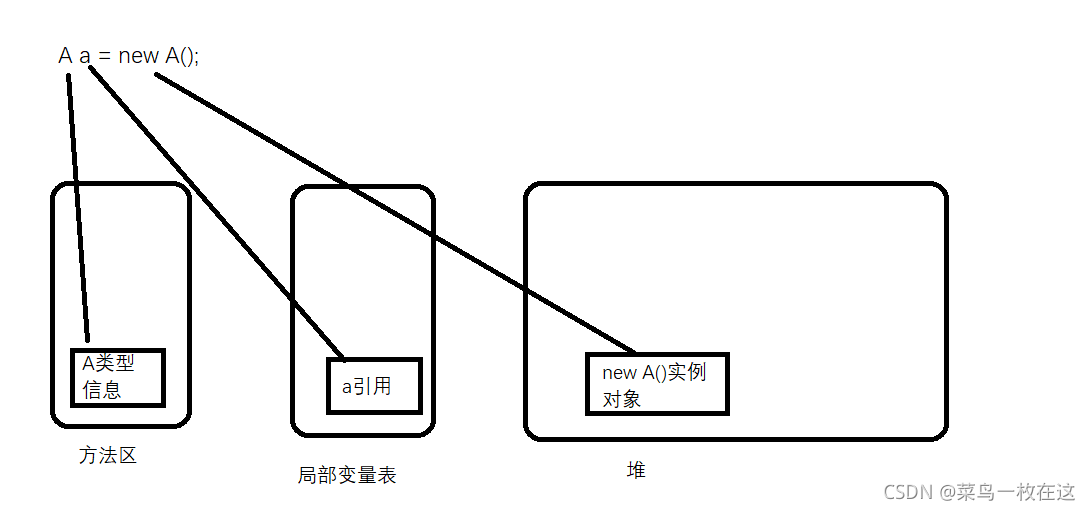 A a = new A();
A类型
信息
a引用
new A()实例
对象
方法区
局部变量表
堆
CSDN @菜鸟一枚在这